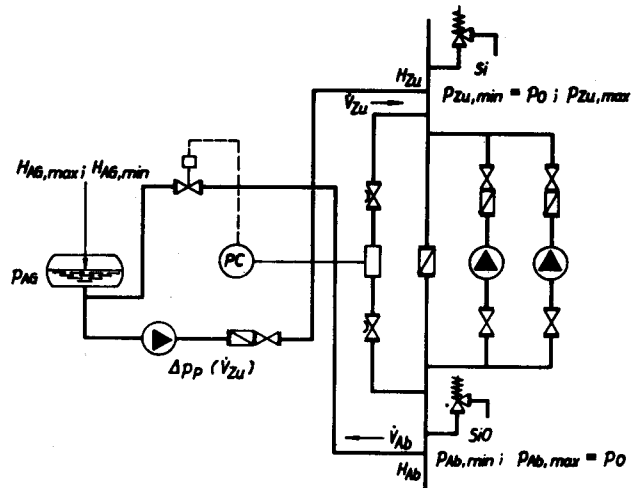 Si
H_Zu
V̇_Zu
p_Zu,min = p_0 ; p_Zu,max
H_AG,max ; H_AG,min
p_AG
PC
Δp_P (V̇_Zu)
V̇_Ab
SiO
H_Ab
p_Ab,min ; p_Ab,max = p_0